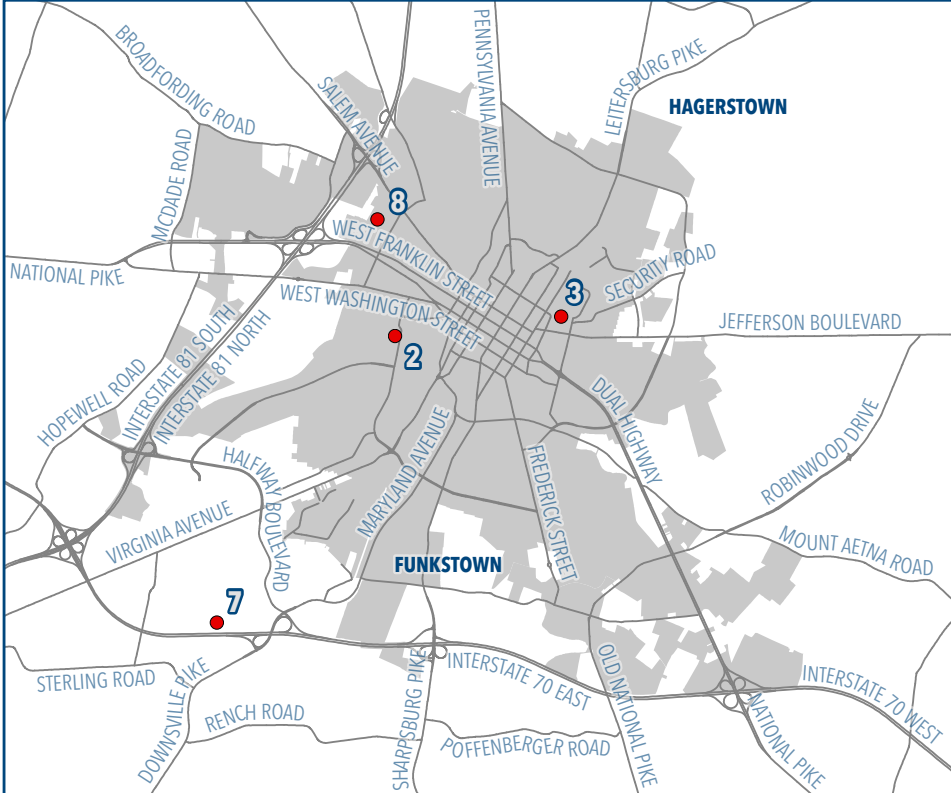 BROADFORDING ROAD
SALEM AVENUE
PENNSYLVANIA AVENUE
LEITERSBURG PIKE
HAGERSTOWN
MCDADE ROAD
8
WEST FRANKLIN STREET
NATIONAL PIKE
WEST WASHINGTON STREET
SECURITY ROAD
3
JEFFERSON BOULEVARD
2
INTERSTATE 81 SOUTH
INTERSTATE 81 NORTH
HOPEWELL ROAD
DUAL HIGHWAY
ROBINWOOD DRIVE
HALFWAY BOULEVARD
MARYLAND AVENUE
FREDERICK STREET
VIRGINIA AVENUE
MOUNT AETNA ROAD
FUNKSTOWN
7
STERLING ROAD
DOWNSVILLE PIKE
RENCH ROAD
SHARPSBURG PIKE
INTERSTATE 70 EAST
POFFENBERGER ROAD
OLD NATIONAL PIKE
NATIONAL PIKE
INTERSTATE 70 WEST